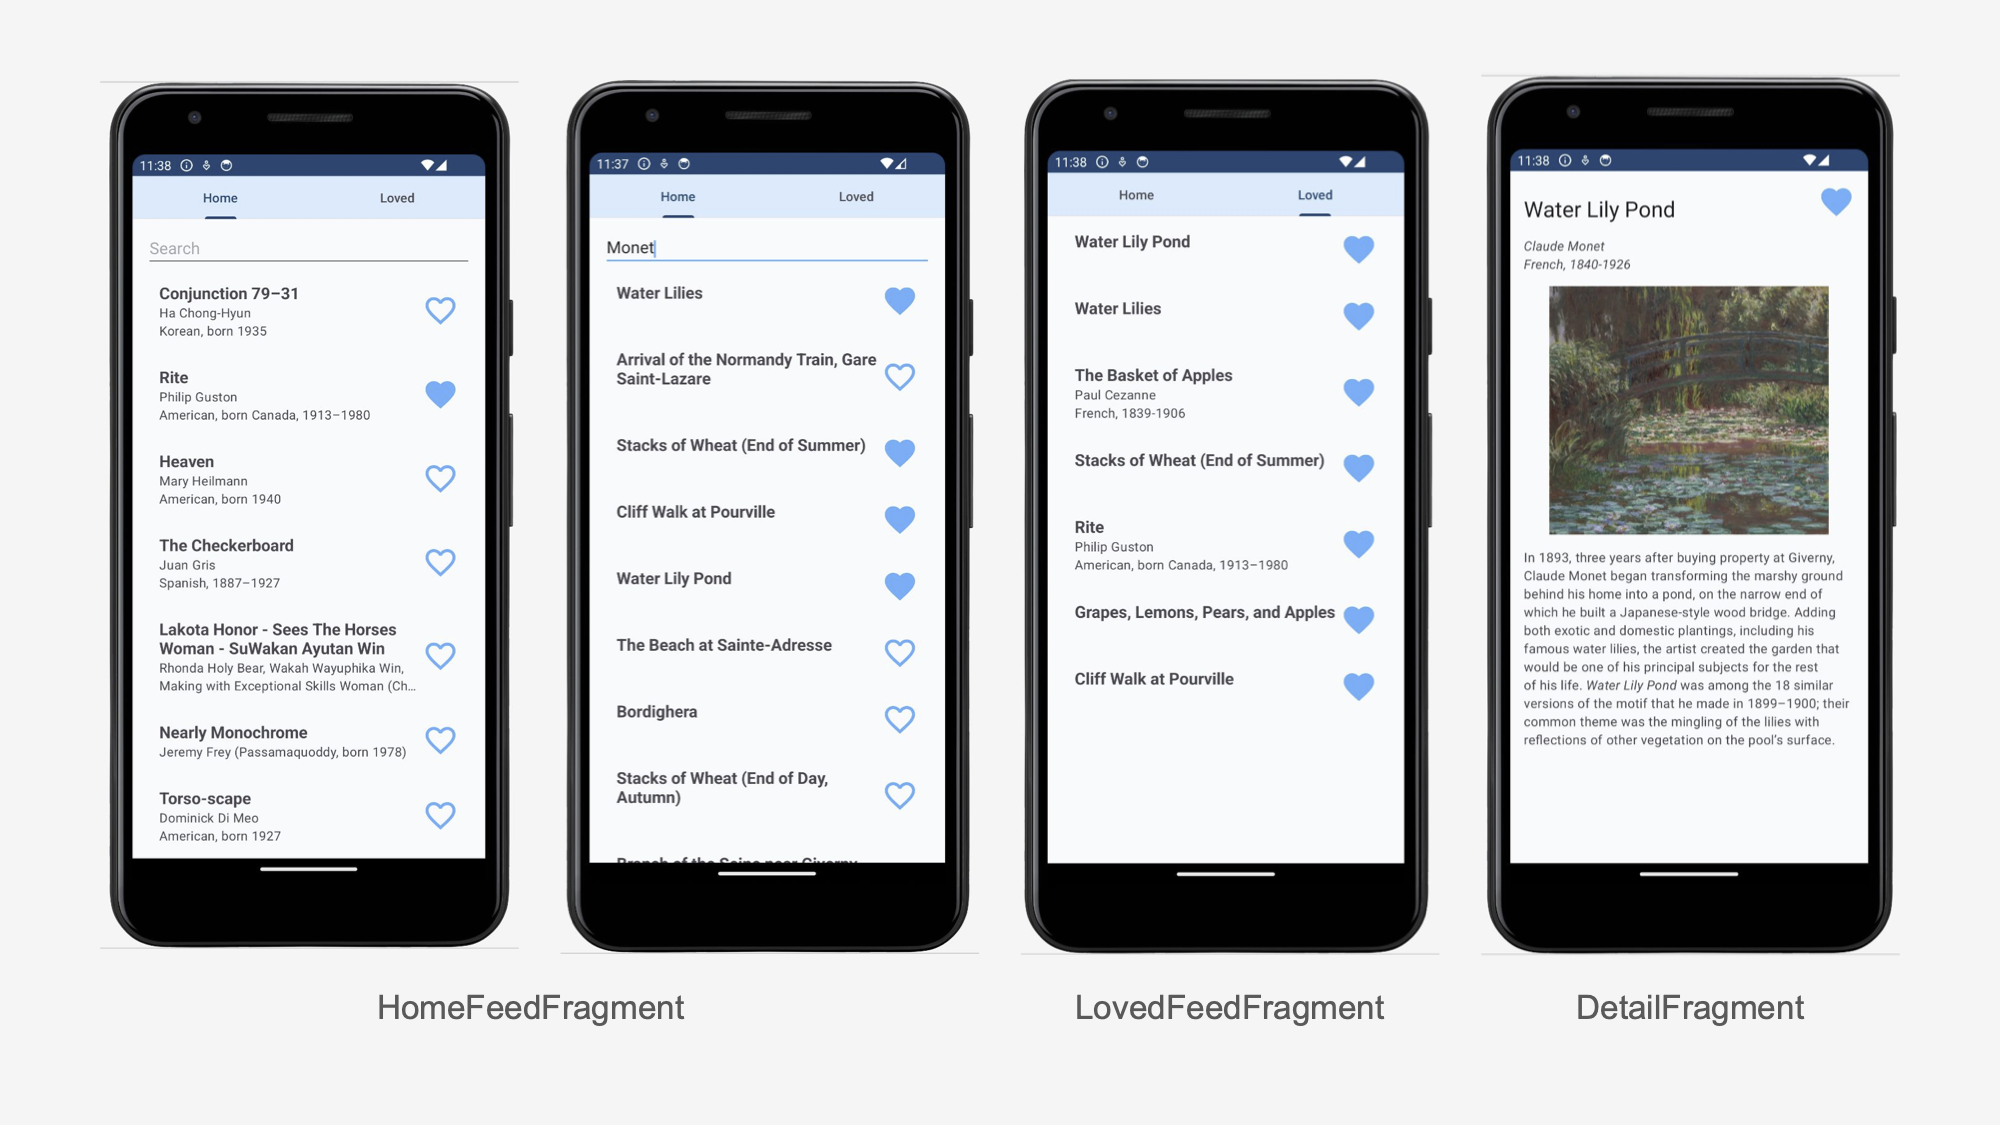 11:38
Home Loved
Search
Conjunction 79–31
Ha Chong-Hyun
Korean, born 1935
Rite
Philip Guston
American, born Canada, 1913–1980
Heaven
Mary Heilmann
American, born 1940
The Checkerboard
Juan Gris
Spanish, 1887–1927
Lakota Honor - Sees The Horses
Woman - SuWakan Ayutan Win
Rhonda Holy Bear, Wakah Wayuphika Win,
Making with Exceptional Skills Woman (Ch...
Nearly Monochrome
Jeremy Frey (Passamaquoddy, born 1978)
Torso-scape
Dominick Di Meo
American, born 1927
11:37
Home Loved
Monet
Water Lilies
Arrival of the Normandy Train, Gare
Saint-Lazare
Stacks of Wheat (End of Summer)
Cliff Walk at Pourville
Water Lily Pond
The Beach at Sainte-Adresse
Bordighera
Stacks of Wheat (End of Day,
Autumn)
Branch of the Seine near Giverny
HomeFeedFragment
11:38
Home Loved
Water Lily Pond
Water Lilies
The Basket of Apples
Paul Cezanne
French, 1839-1906
Stacks of Wheat (End of Summer)
Rite
Philip Guston
American, born Canada, 1913–1980
Grapes, Lemons, Pears, and Apples
Cliff Walk at Pourville
LovedFeedFragment
11:38
Water Lily Pond
Claude Monet
French, 1840-1926
In 1893, three years after buying property at Giverny,
Claude Monet began transforming the marshy ground
behind his home into a pond, on the narrow end of
which he built a Japanese-style wood bridge. Adding
both exotic and domestic plantings, including his
famous water lilies, the artist created the garden that
would be one of his principal subjects for the rest
of his life. Water Lily Pond was among the 18 similar
versions of the motif that he made in 1899–1900; their
common theme was the mingling of the lilies with
reflections of other vegetation on the pool's surface.
DetailFragment